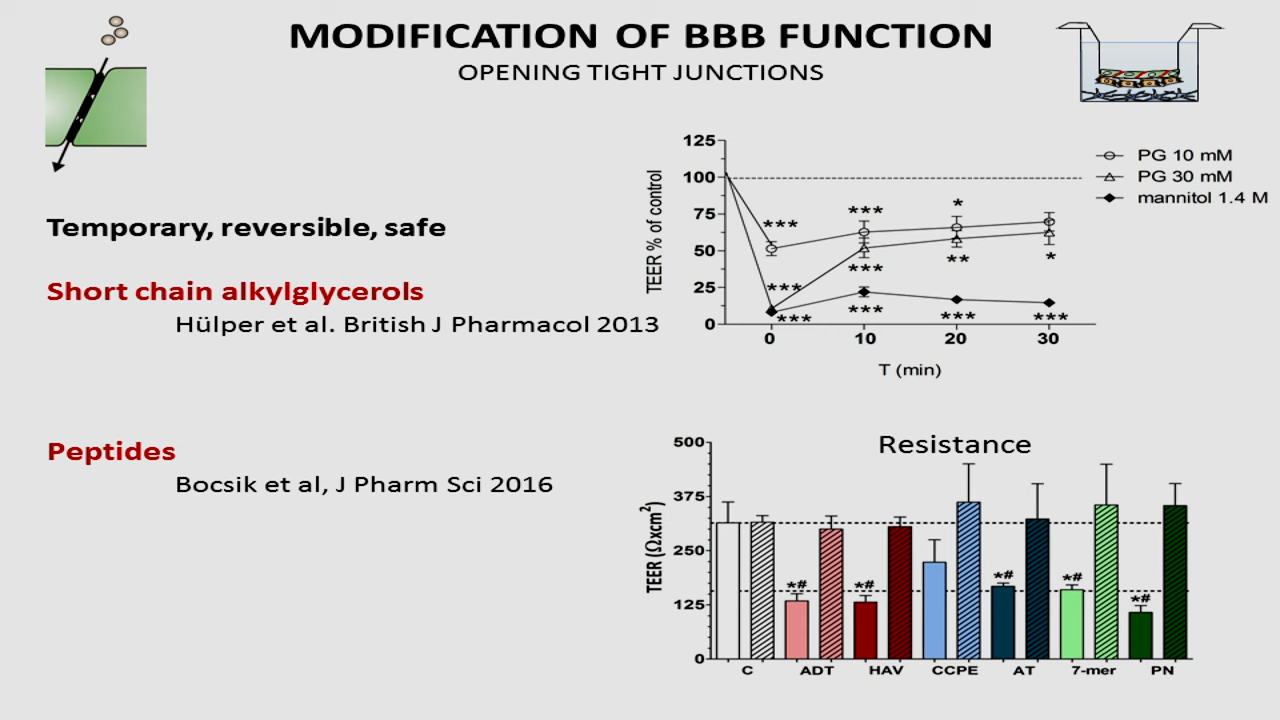 MODIFICATION OF BBB FUNCTION
OPENING TIGHT JUNCTIONS
Temporary, reversible, safe
Short chain alkylglycerols
Hülper et al. British J Pharmacol 2013
TEER % of control
125
100
75
50
25
0
***
***
*
***
***
**
*
***
***
***
***
0 10 20 30
T (min)
PG 10 mM
PG 30 mM
mannitol 1.4 M
Peptides
Bocsik et al, J Pharm Sci 2016
Resistance
TEER (Ωxcm²)
500
375
250
125
0
*# *# *# *# *#
C ADT HAV CCPE AT 7-mer PN